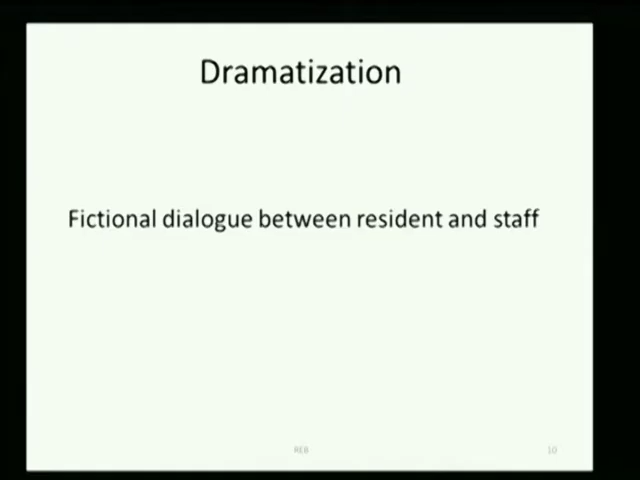 Dramatization
Fictional dialogue between resident and staff
REB
10